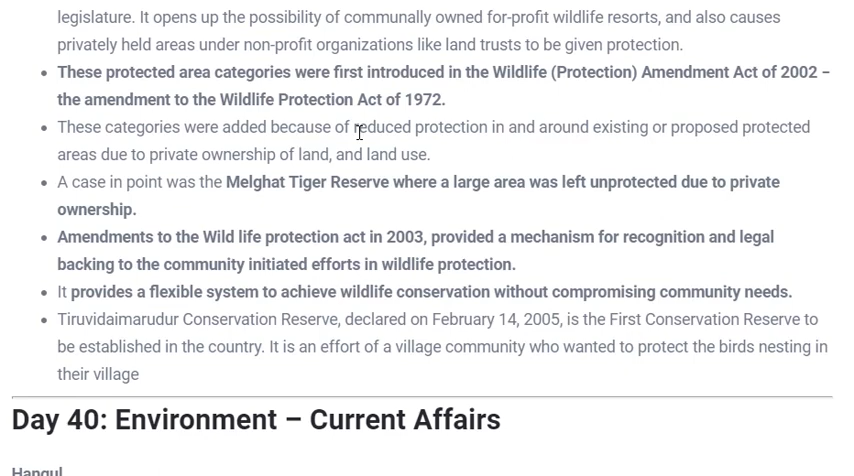 legislature. It opens up the possibility of communally owned for-profit wildlife resorts, and also causes
privately held areas under non-profit organizations like land trusts to be given protection.
• These protected area categories were first introduced in the Wildlife (Protection) Amendment Act of 2002 –
the amendment to the Wildlife Protection Act of 1972.
• These categories were added because of reduced protection in and around existing or proposed protected
areas due to private ownership of land, and land use.
• A case in point was the Melghat Tiger Reserve where a large area was left unprotected due to private
ownership.
• Amendments to the Wild life protection act in 2003, provided a mechanism for recognition and legal
backing to the community initiated efforts in wildlife protection.
• It provides a flexible system to achieve wildlife conservation without compromising community needs.
• Tiruvidaimarudur Conservation Reserve, declared on February 14, 2005, is the First Conservation Reserve to
be established in the country. It is an effort of a village community who wanted to protect the birds nesting in
their village
Day 40: Environment – Current Affairs
Hangul